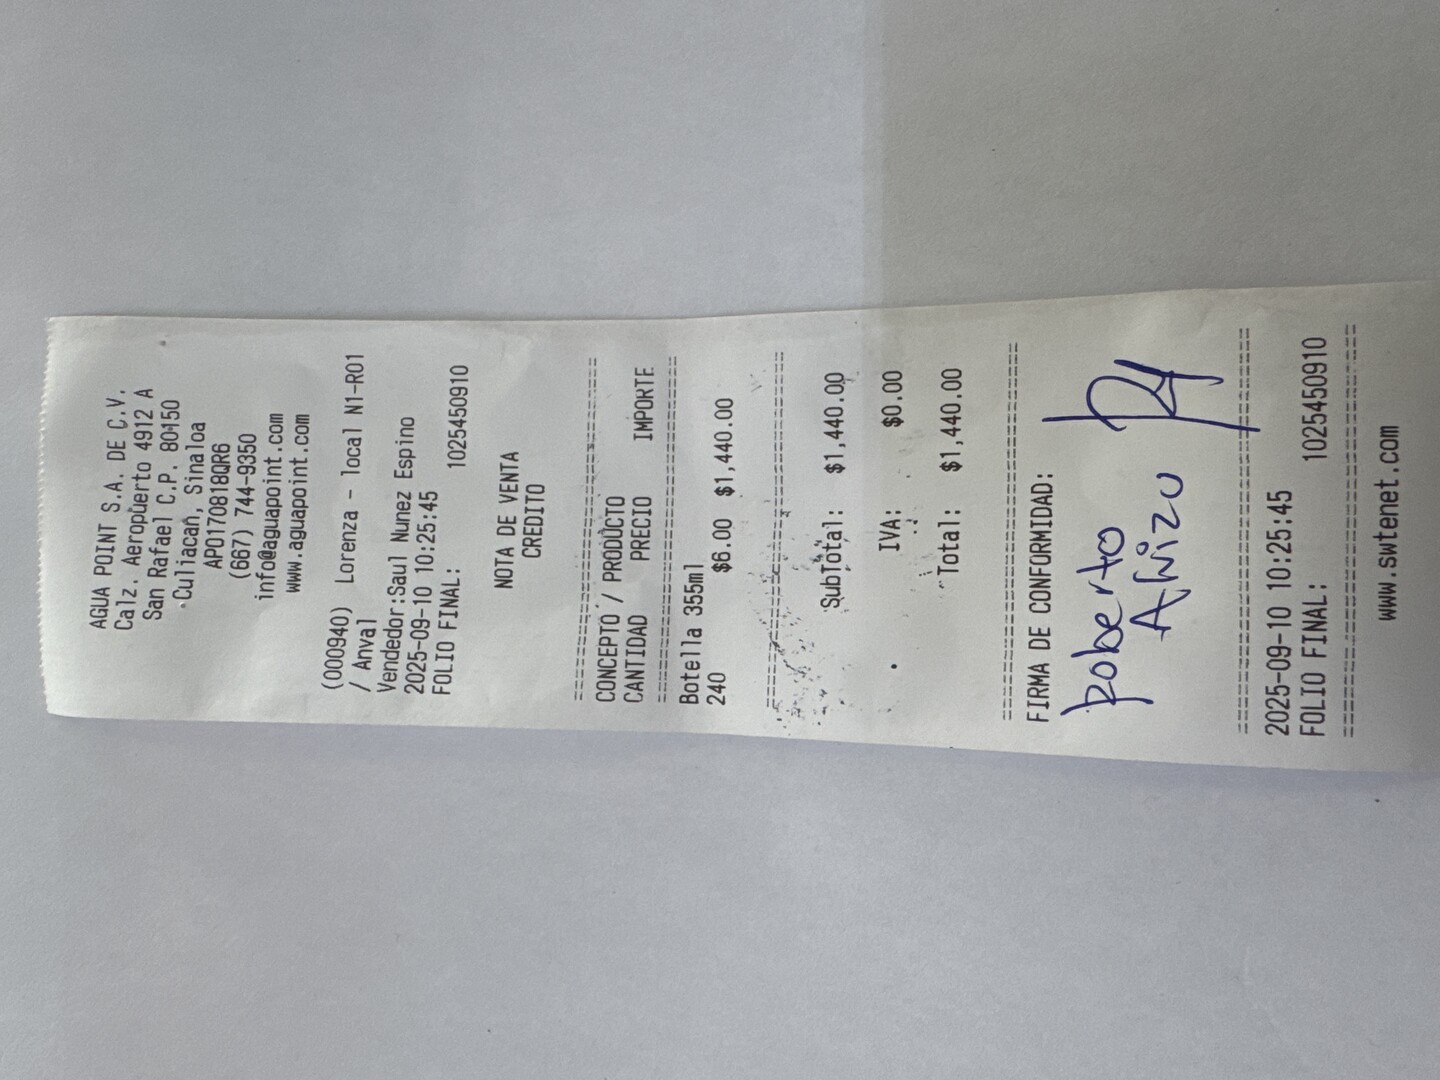 AGUA POINT S.A. DE C.V.
Calz. Aeropuerto 4912 A
San Rafael C.P. 80150
Culiacan, Sinaloa
APO170818QR6
(667) 744-9350
info@aguapoint.com
www.aguapoint.com
(000940) Lorenza - local N1-R01
/ Anval
Vendedor:Saul Nunez Espino
2025-09-10 10:25:45
FOLIO FINAL: 1025450910
NOTA DE VENTA
CREDITO
CONCEPTO / PRODUCTO
CANTIDAD PRECIO IMPORTE
Botella 355ml
240 $6.00 $1,440.00
SubTotal: $1,440.00
IVA: $0.00
Total: $1,440.00
FIRMA DE CONFORMIDAD:
Roberto
2025-09-10 10:25:45
FOLIO FINAL: 1025450910
www.swtenet.com